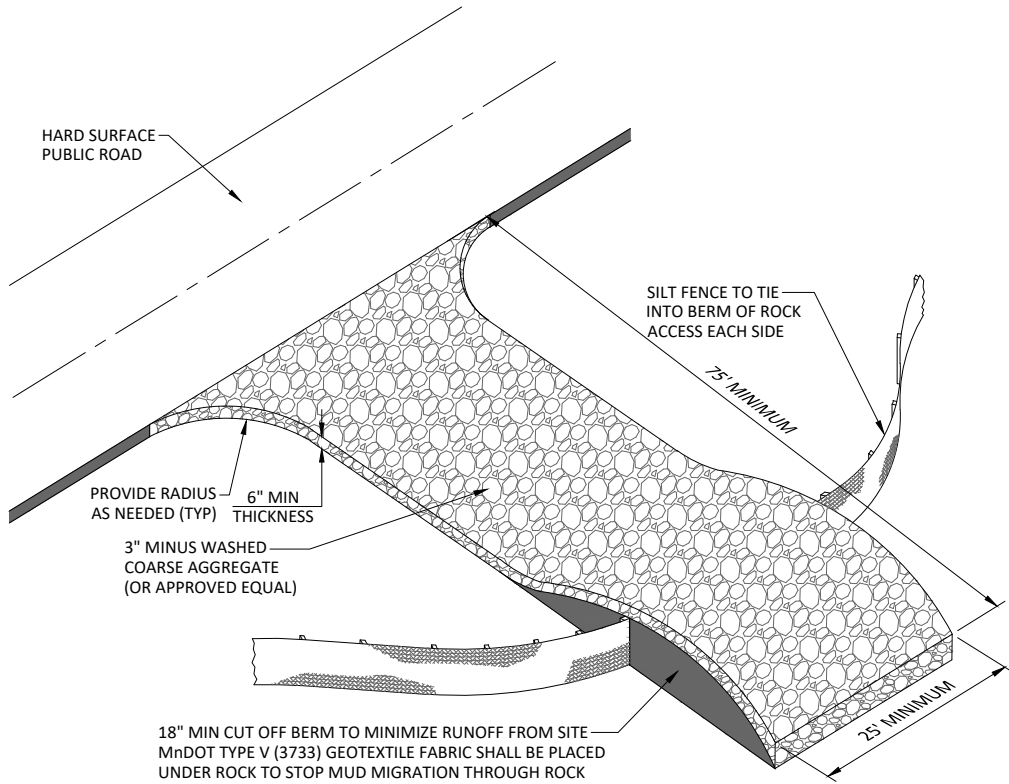 HARD SURFACE
PUBLIC ROAD
SILT FENCE TO TIE
INTO BERM OF ROCK
ACCESS EACH SIDE
75' MINIMUM
PROVIDE RADIUS
AS NEEDED (TYP)
6" MIN
THICKNESS
3" MINUS WASHED
COARSE AGGREGATE
(OR APPROVED EQUAL)
25' MINIMUM
18" MIN CUT OFF BERM TO MINIMIZE RUNOFF FROM SITE
MnDOT TYPE V (3733) GEOTEXTILE FABRIC SHALL BE PLACED
UNDER ROCK TO STOP MUD MIGRATION THROUGH ROCK